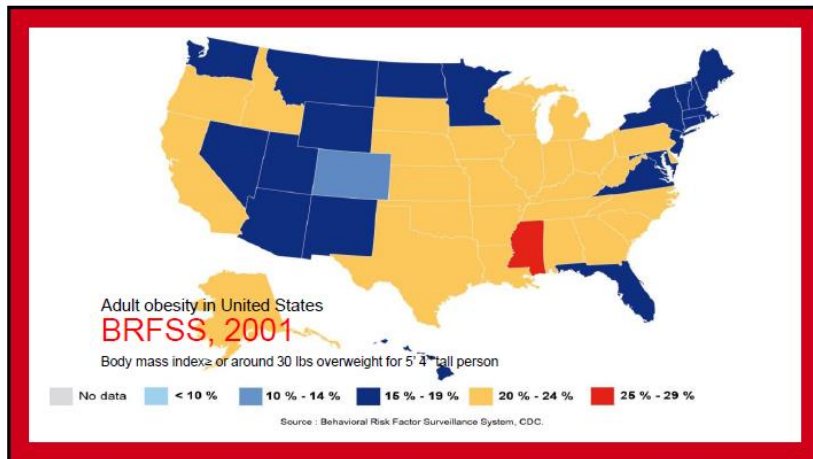 Adult obesity in United States
BRFSS, 2001
Body mass index≥ or around 30 lbs overweight for 5' 4" tall person
No data < 10 % 10 % - 14 % 15 % - 19 % 20 % - 24 % 25 % - 29 %
Source : Behavioral Risk Factor Surveillance System, CDC.